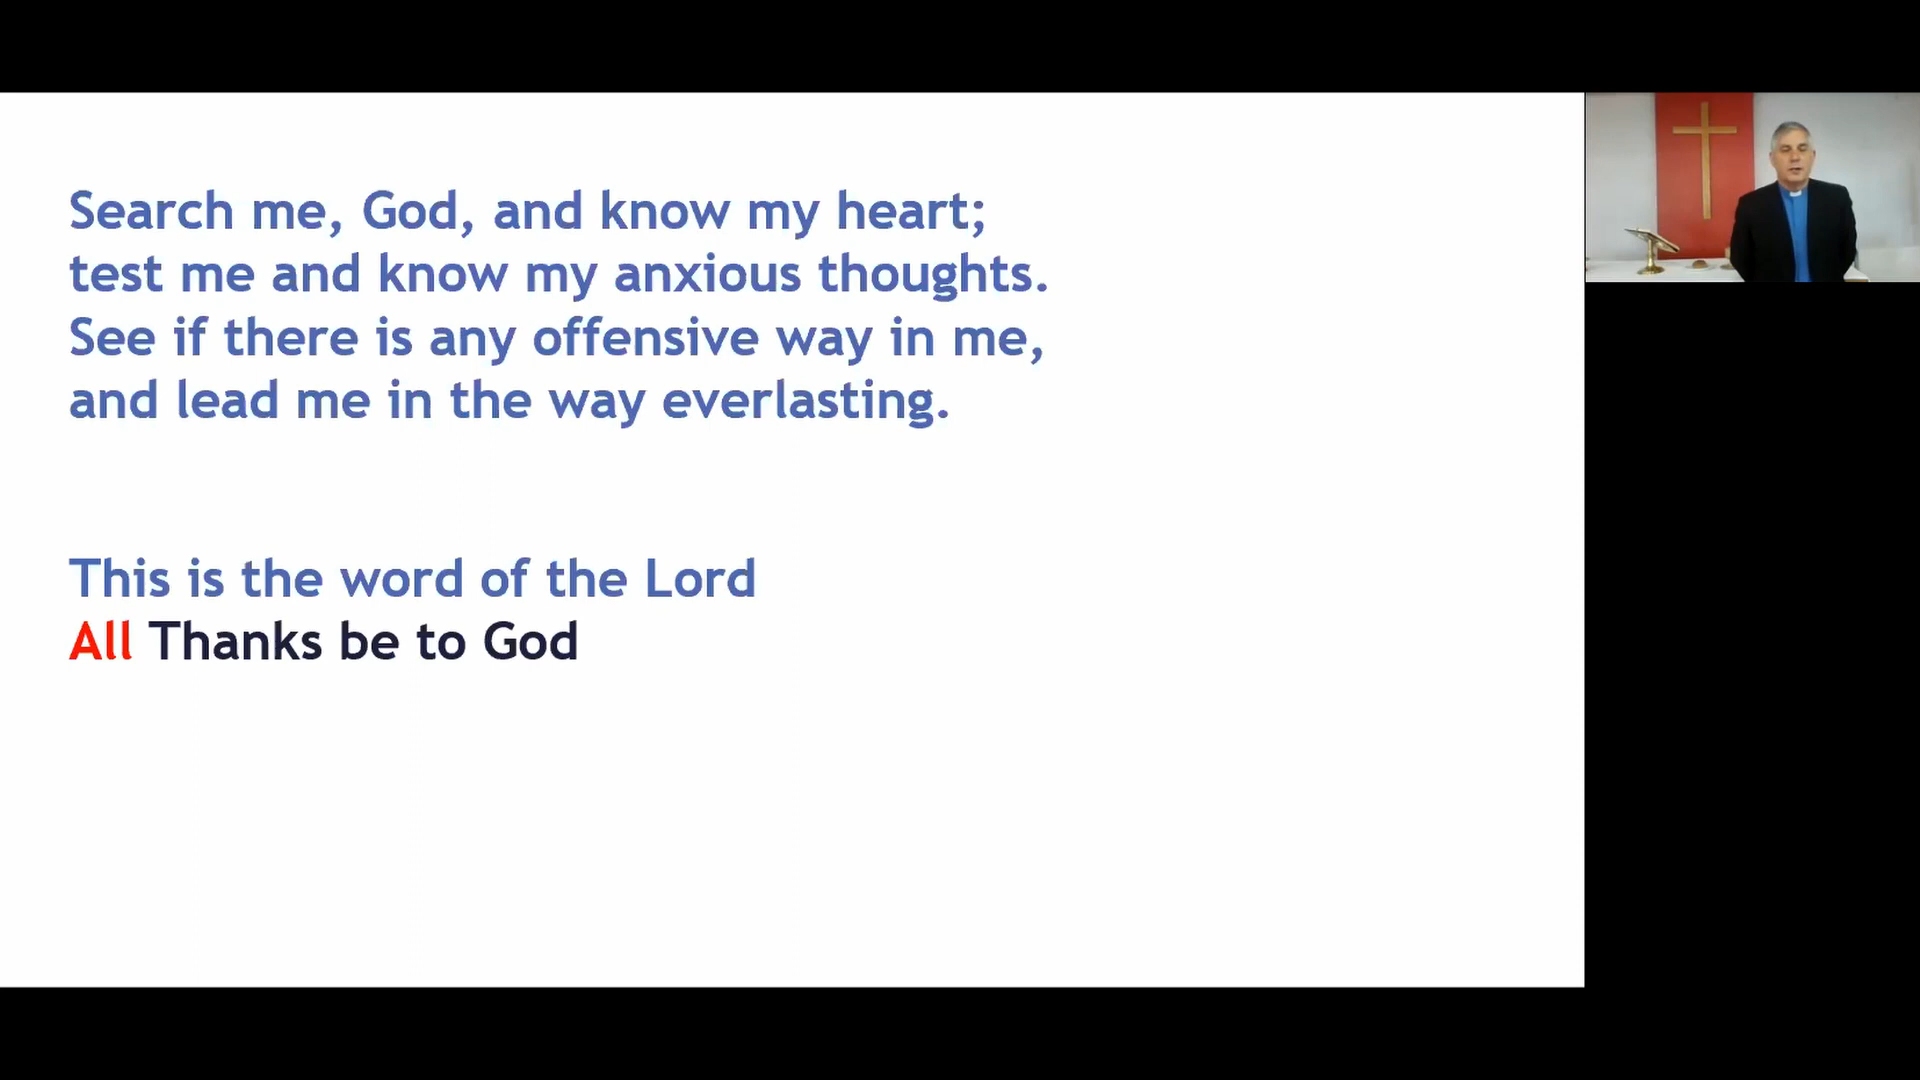 Search me, God, and know my heart;
test me and know my anxious thoughts.
See if there is any offensive way in me,
and lead me in the way everlasting.
This is the word of the Lord
All Thanks be to God